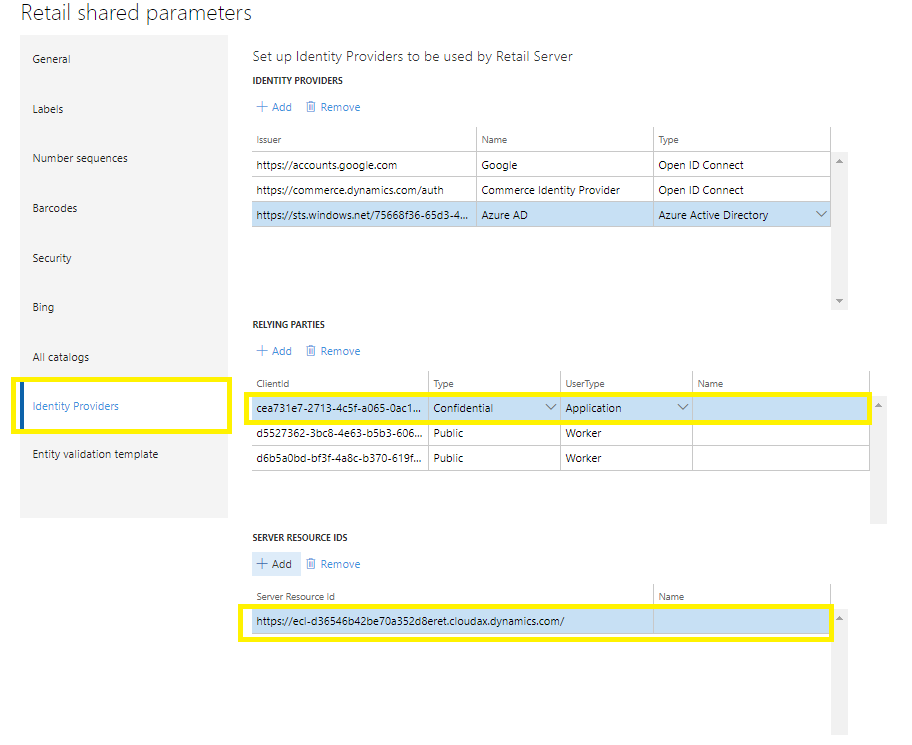 Retail shared parameters
General
Labels
Number sequences
Barcodes
Security
Bing
All catalogs
Identity Providers
Entity validation template
Set up Identity Providers to be used by Retail Server
IDENTITY PROVIDERS
+ Add Remove
Issuer Name Type
https://accounts.google.com Google Open ID Connect
https://commerce.dynamics.com/auth Commerce Identity Provider Open ID Connect
https://sts.windows.net/75668f36-65d3-4... Azure AD Azure Active Directory
RELYING PARTIES
+ Add Remove
ClientId Type UserType Name
cea731e7-2713-4c5f-a065-0ac1... Confidential Application
d5527362-3bc8-4e63-b5b3-606... Public Worker
d6b5a0bd-bf3f-4a8c-b370-619f... Public Worker
SERVER RESOURCE IDS
+ Add Remove
Server Resource Id Name
https://ecl-d36546b42be70a352d8eret.cloudax.dynamics.com/